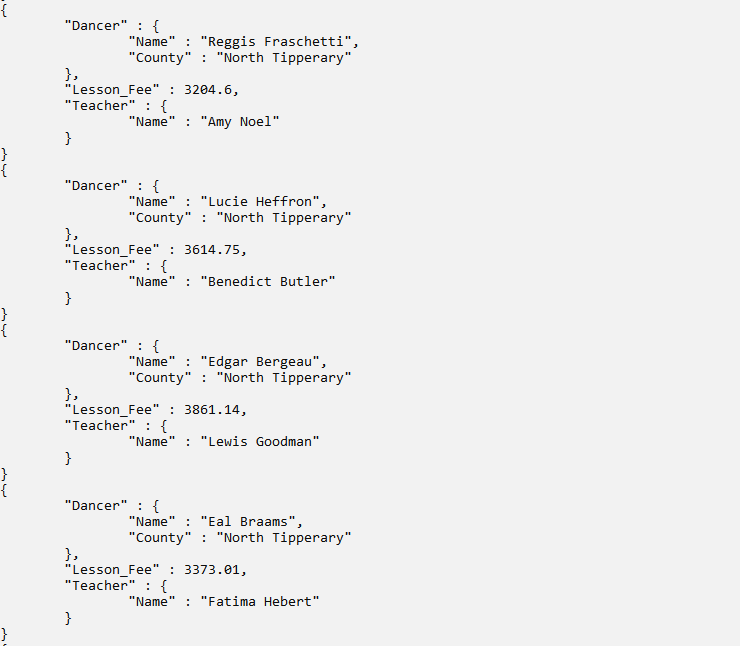 {
"Dancer" : {
"Name" : "Reggis Fraschetti",
"County" : "North Tipperary"
},
"Lesson_Fee" : 3204.6,
"Teacher" : {
"Name" : "Amy Noel"
}
}
{
"Dancer" : {
"Name" : "Lucie Heffron",
"County" : "North Tipperary"
},
"Lesson_Fee" : 3614.75,
"Teacher" : {
"Name" : "Benedict Butler"
}
}
{
"Dancer" : {
"Name" : "Edgar Bergeau",
"County" : "North Tipperary"
},
"Lesson_Fee" : 3861.14,
"Teacher" : {
"Name" : "Lewis Goodman"
}
}
{
"Dancer" : {
"Name" : "Eal Braams",
"County" : "North Tipperary"
},
"Lesson_Fee" : 3373.01,
"Teacher" : {
"Name" : "Fatima Hebert"
}
}